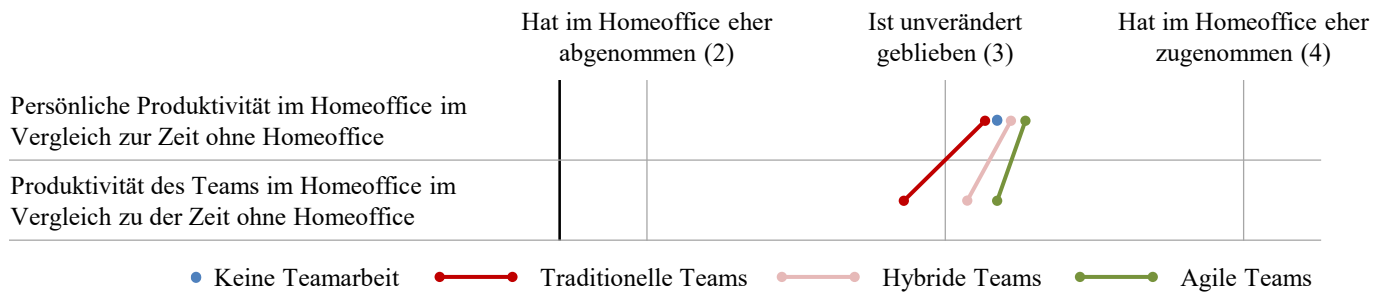 Hat im Homeoffice eher
abgenommen (2)
Ist unverändert
geblieben (3)
Hat im Homeoffice eher
zugenommen (4)
Persönliche Produktivität im Homeoffice im
Vergleich zur Zeit ohne Homeoffice
Produktivität des Teams im Homeoffice im
Vergleich zu der Zeit ohne Homeoffice
Keine Teamarbeit
Traditionelle Teams
Hybride Teams
Agile Teams